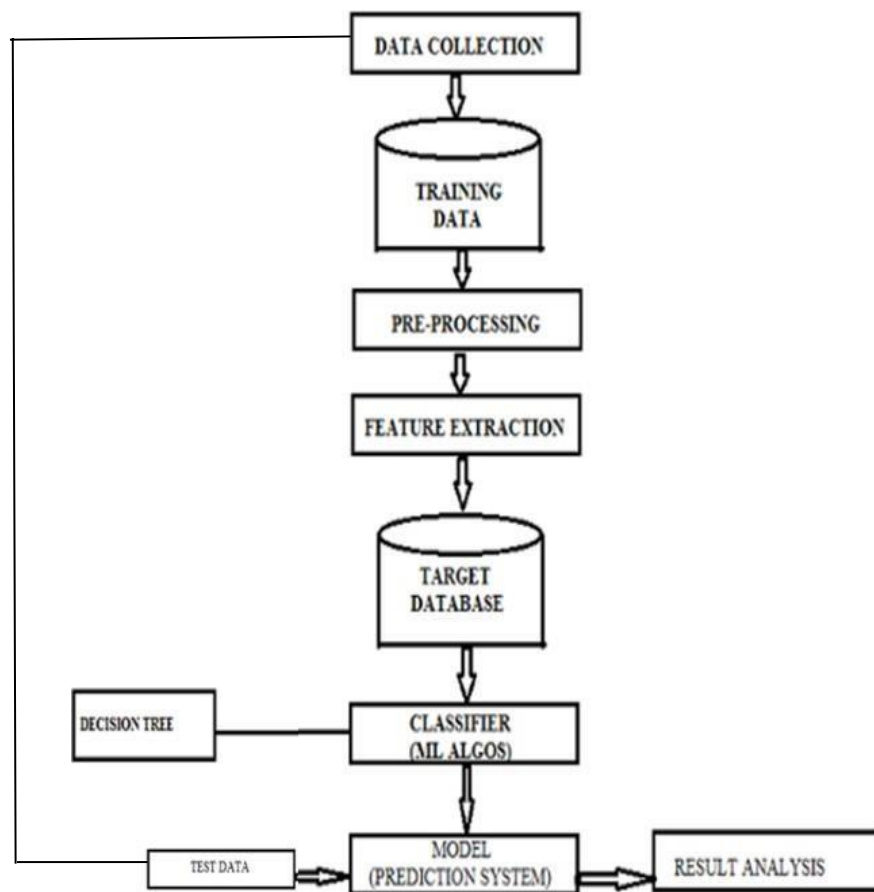 DATA COLLECTION
TRAINING
DATA
PRE-PROCESSING
FEATURE EXTRACTION
TARGET
DATABASE
DECISION TREE
CLASSIFIER
(ML ALGOS)
TEST DATA
MODEL
(PREDICTION SYSTEM)
RESULT ANALYSIS